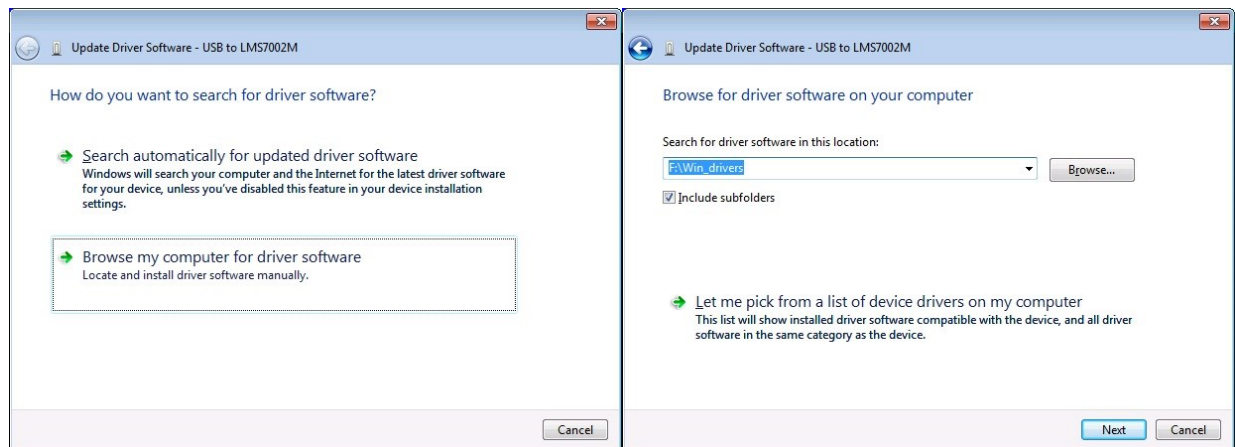 Update Driver Software - USB to LMS7002M
How do you want to search for driver software?
Search automatically for updated driver software
Windows will search your computer and the Internet for the latest driver software
for your device, unless you've disabled this feature in your device installation
settings.
Browse my computer for driver software
Locate and install driver software manually.
Cancel
Update Driver Software - USB to LMS7002M
Browse for driver software on your computer
Search for driver software in this location:
F:\Win_drivers
Browse...
Include subfolders
Let me pick from a list of device drivers on my computer
This list will show installed driver software compatible with the device, and all driver
software in the same category as the device.
Next
Cancel